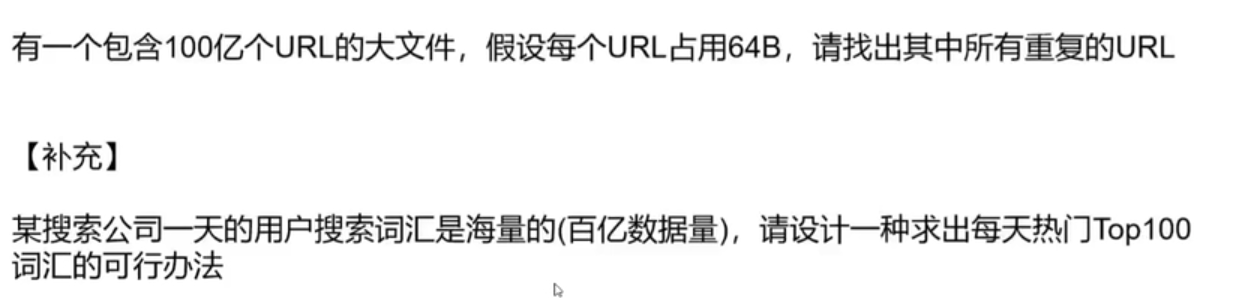 有一个包含100亿个URL的大文件，假设每个URL占用64B，请找出其中所有重复的URL
【补充】
某搜索公司一天的用户搜索词汇是海量的(百亿数据量)，请设计一种求出每天热门Top100
词汇的可行办法